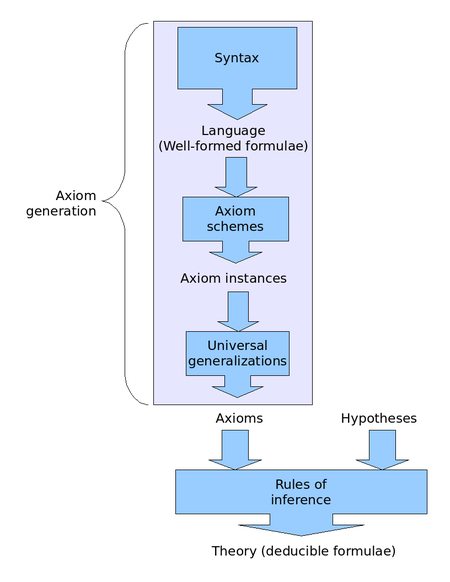 Syntax
Language
(Well-formed formulae)
Axiom
generation
Axiom
schemes
Axiom instances
Universal
generalizations
Axioms
Hypotheses
Rules of
inference
Theory (deducible formulae)